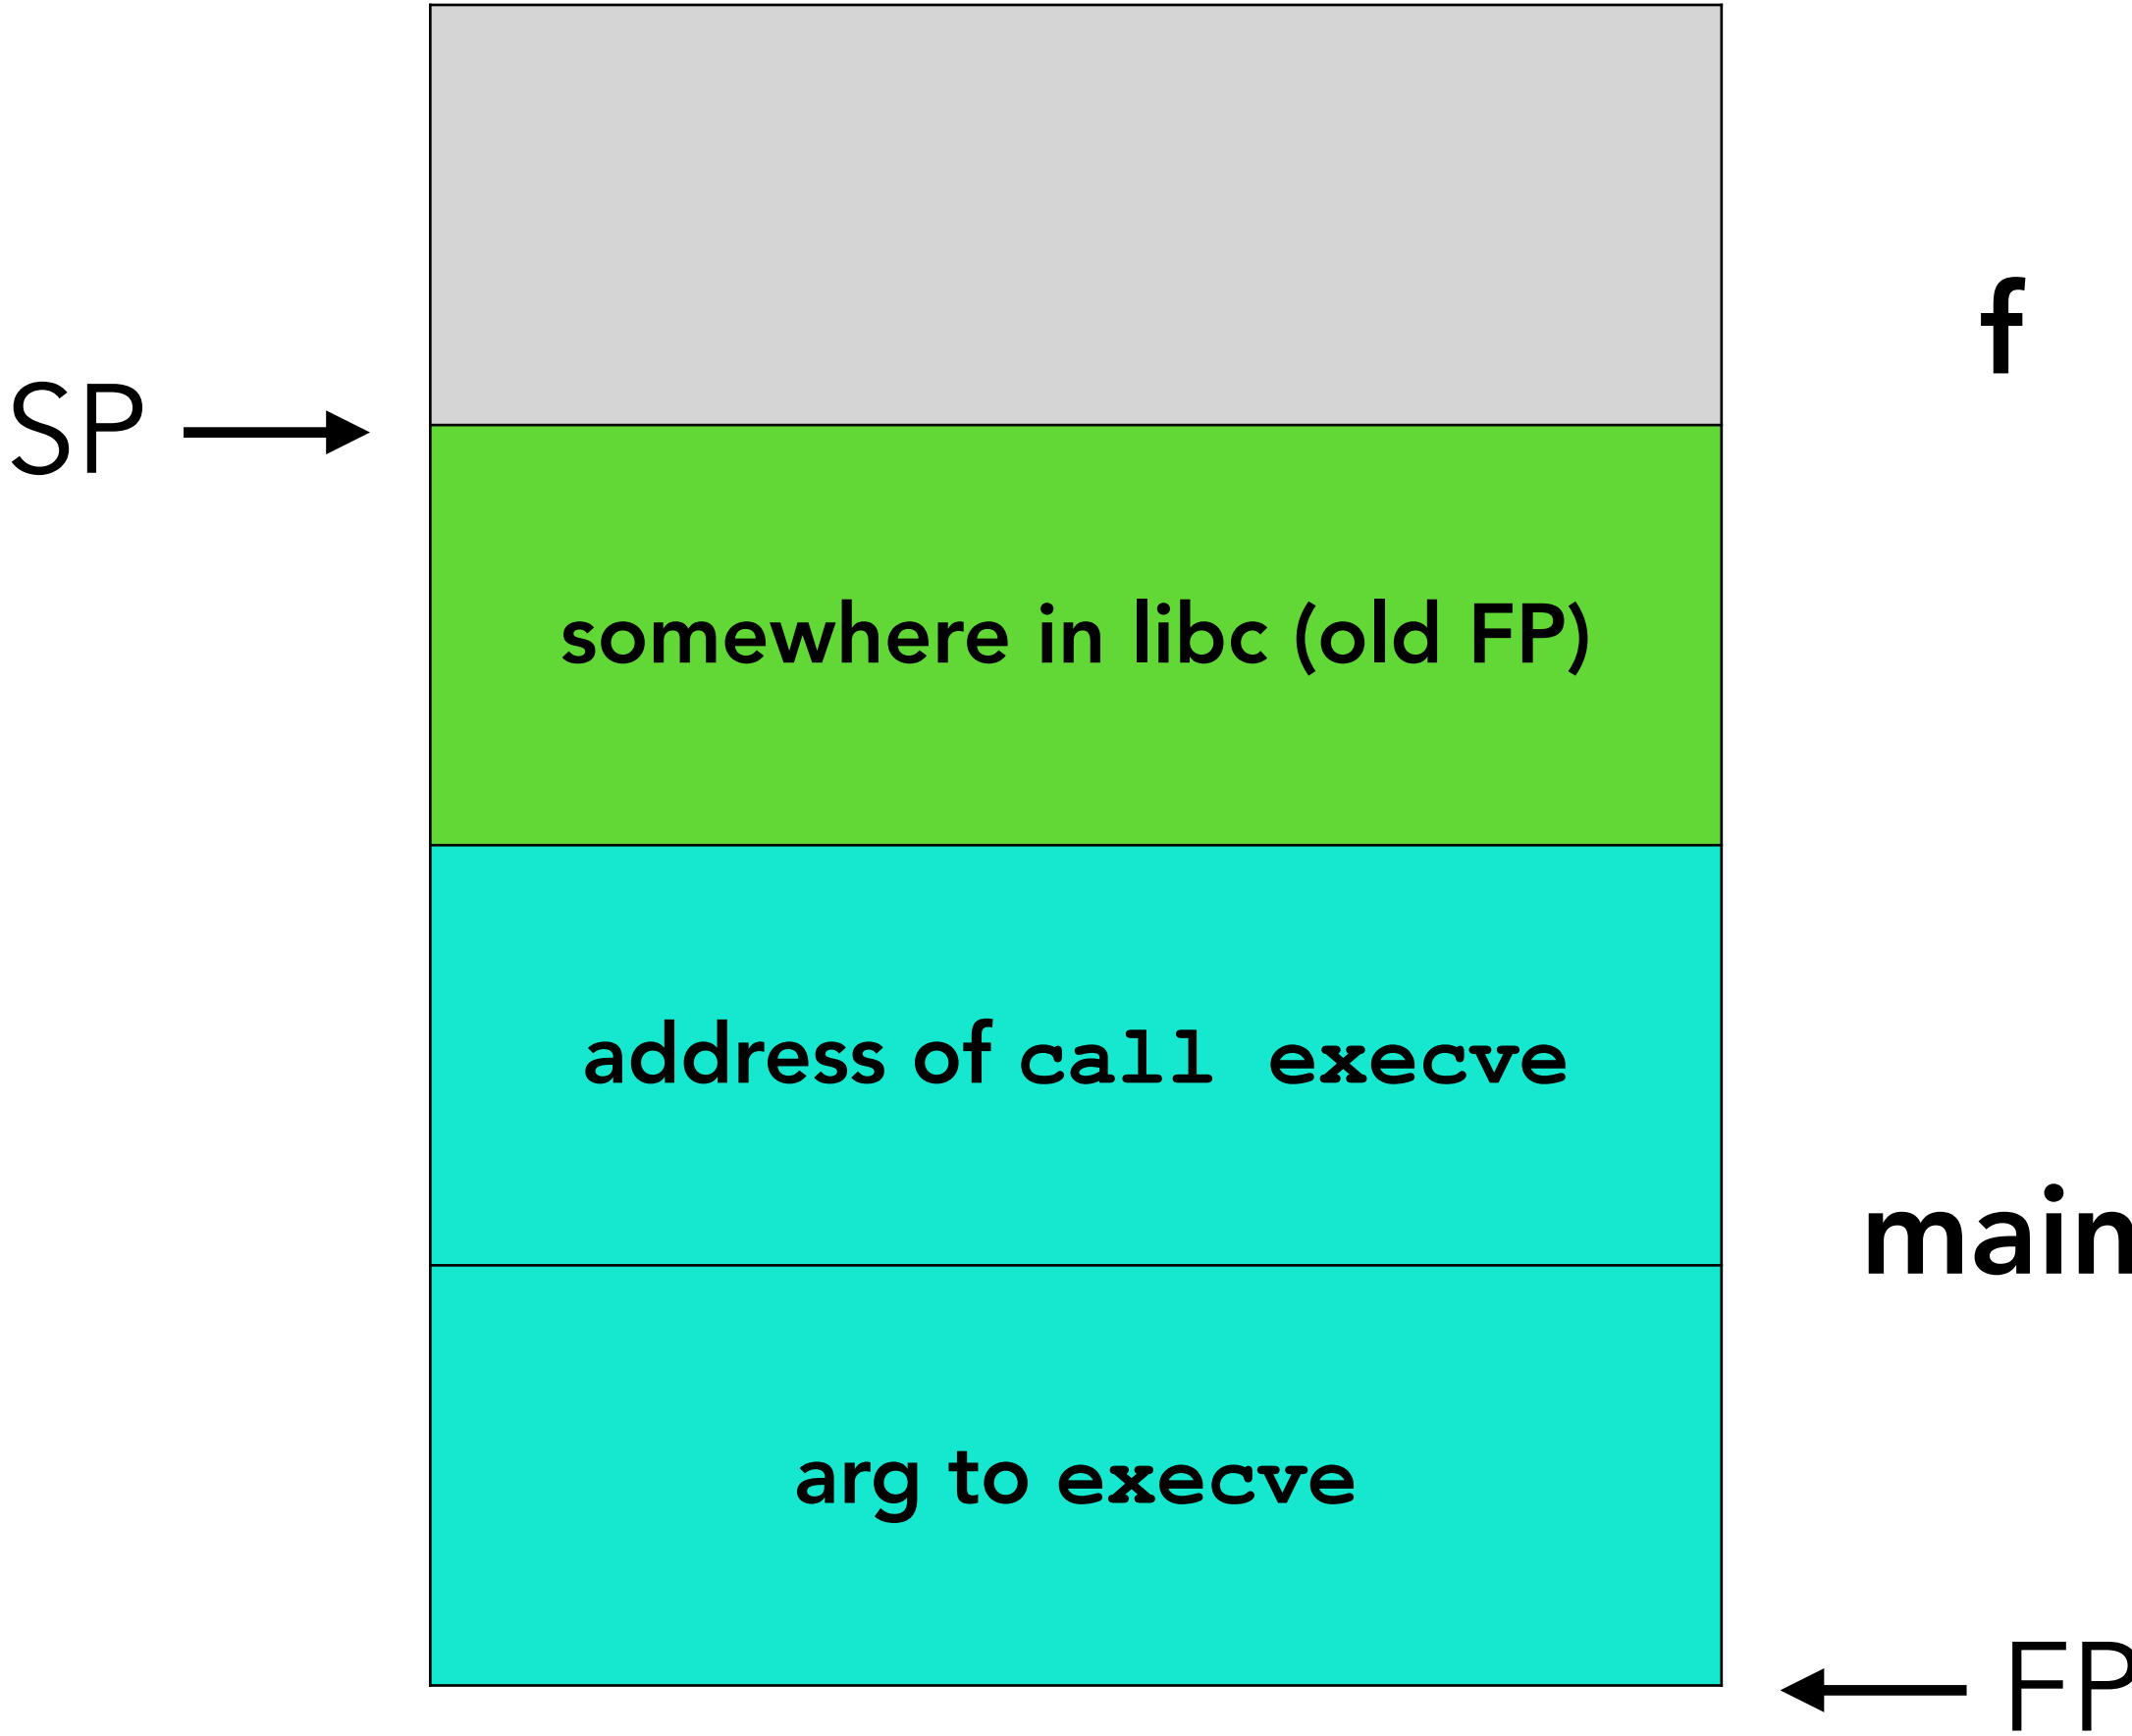 f
SP
somewhere in libc (old FP)
address of call execve
main
arg to execve
FP